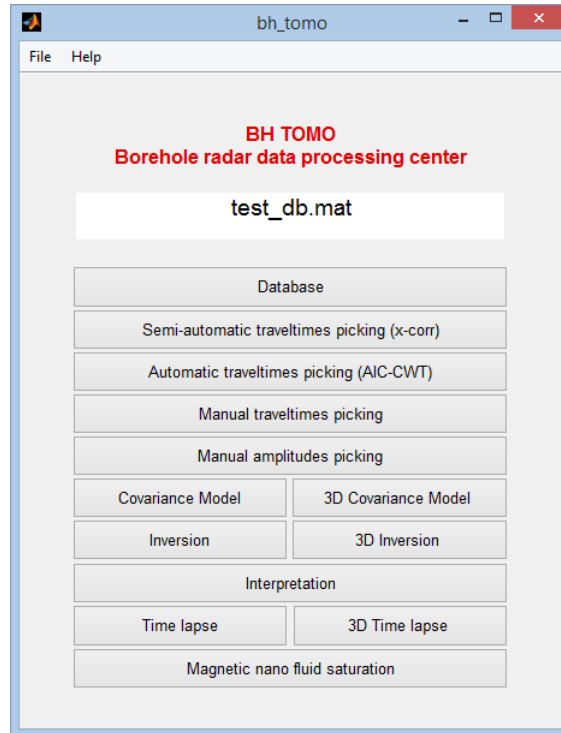 bh_tomo
File Help
BH TOMO
Borehole radar data processing center
test_db.mat
Database
Semi-automatic traveltimes picking (x-corr)
Automatic traveltimes picking (AIC-CWT)
Manual traveltimes picking
Manual amplitudes picking
Covariance Model 3D Covariance Model
Inversion 3D Inversion
Interpretation
Time lapse 3D Time lapse
Magnetic nano fluid saturation